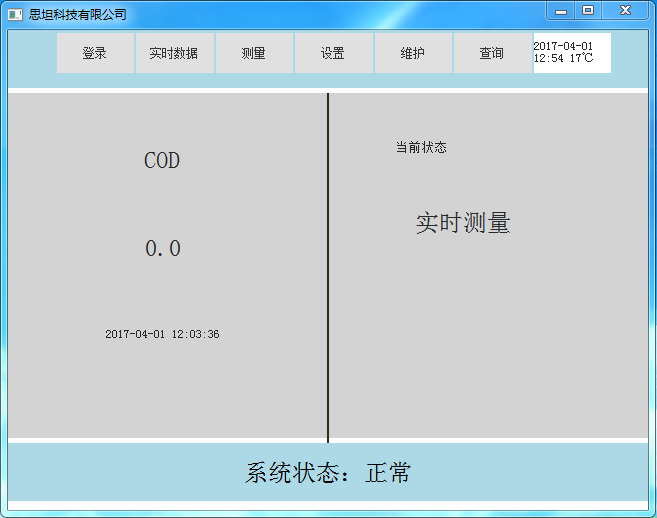 思坦科技有限公司
登录 实时数据 测量 设置 维护 查询 2017-04-01
12:54 17℃
COD
当前状态
实时测量
0.0
2017-04-01 12:03:36
系统状态：正常